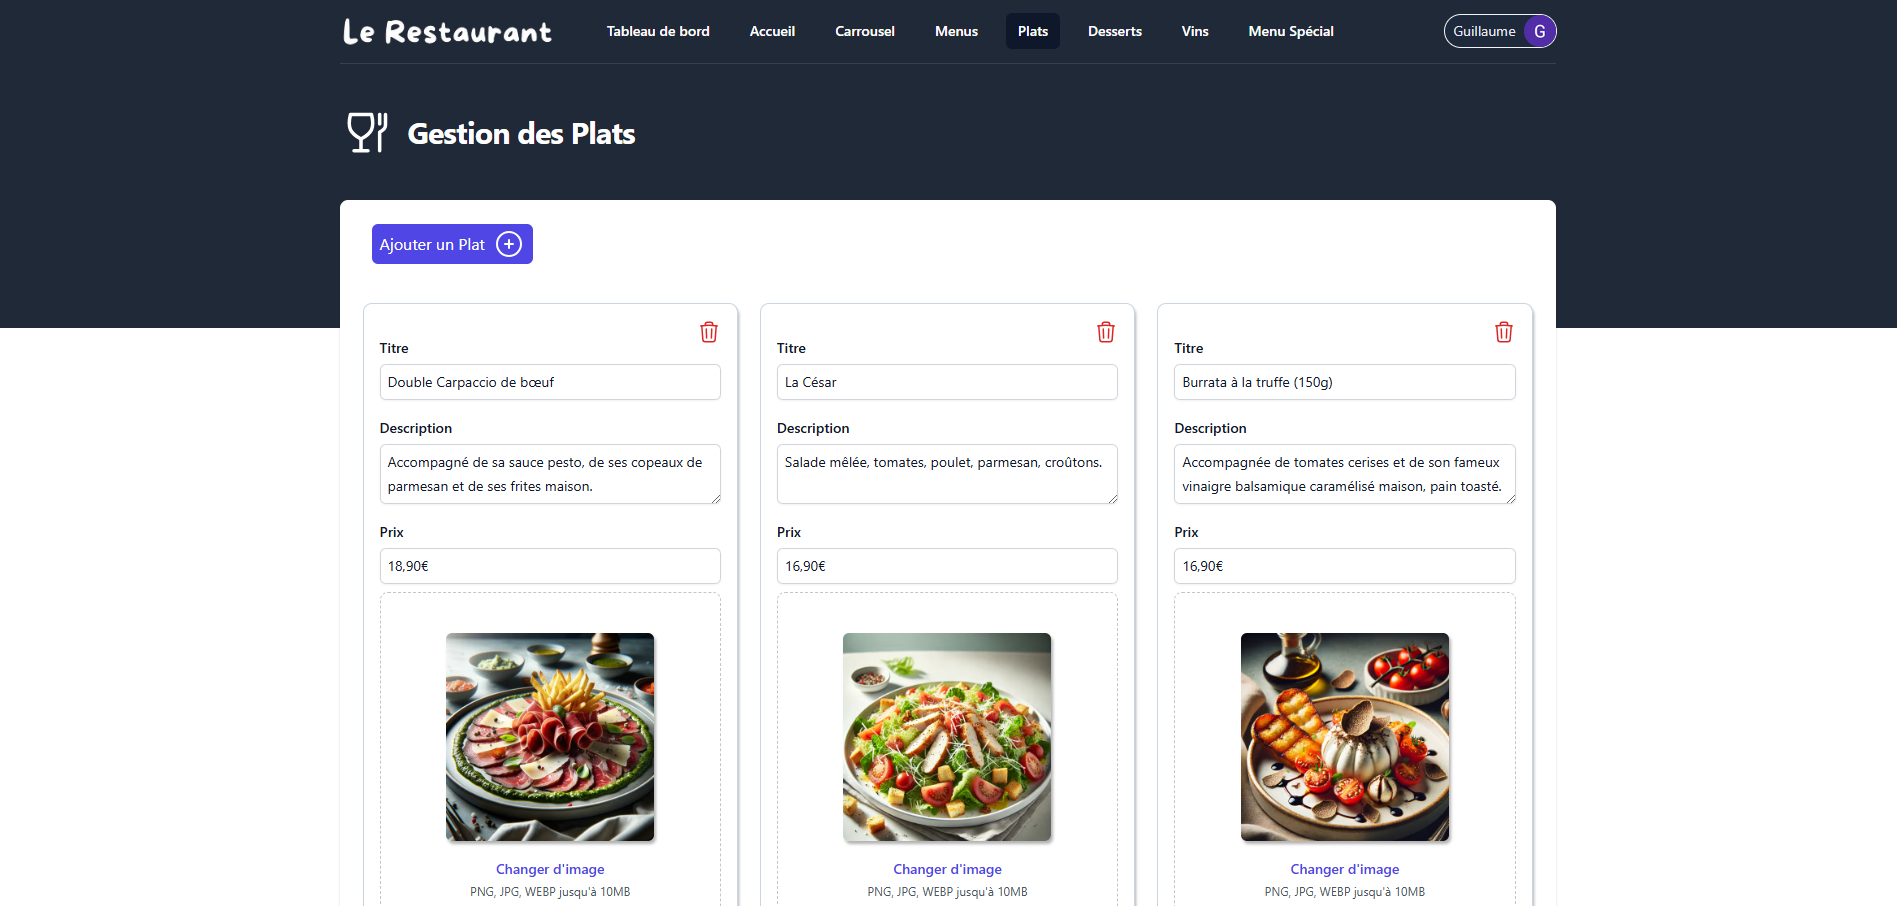 Le Restaurant
Tableau de bord
Accueil
Carrousel
Menus
Plats
Desserts
Vins
Menu Spécial
Guillaume
G
Gestion des Plats
Ajouter un Plat
Titre
Double Carpaccio de bœuf
Description
Accompagné de sa sauce pesto, de ses copeaux de
parmesan et de ses frites maison.
Prix
18,90€
Changer d'image
PNG, JPG, WEBP jusqu'à 10MB
Titre
La César
Description
Salade mêlée, tomates, poulet, parmesan, croûtons.
Prix
16,90€
Changer d'image
PNG, JPG, WEBP jusqu'à 10MB
Titre
Burrata à la truffe (150g)
Description
Accompagnée de tomates cerises et de son fameux
vinaigre balsamique caramélisé maison, pain toasté.
Prix
16,90€
Changer d'image
PNG, JPG, WEBP jusqu'à 10MB